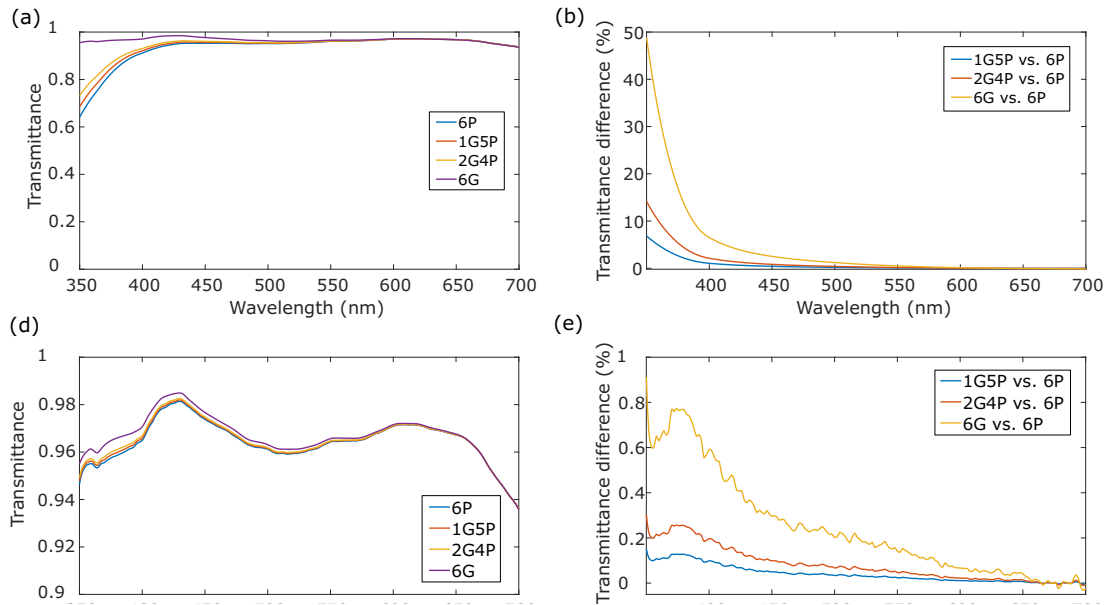 (a)
1
0.8
0.6
0.4
0.2
0
Transmittance
6P
1G5P
2G4P
6G
350 400 450 500 550 600 650 700
Wavelength (nm)
(b)
50
40
30
20
10
0
Transmittance difference (%)
1G5P vs. 6P
2G4P vs. 6P
6G vs. 6P
400 450 500 550 600 650 700
Wavelength (nm)
(d)
1
0.98
0.96
0.94
0.92
0.9
Transmittance
6P
1G5P
2G4P
6G
(e)
1
0.8
0.6
0.4
0.2
0
Transmittance difference (%)
1G5P vs. 6P
2G4P vs. 6P
6G vs. 6P